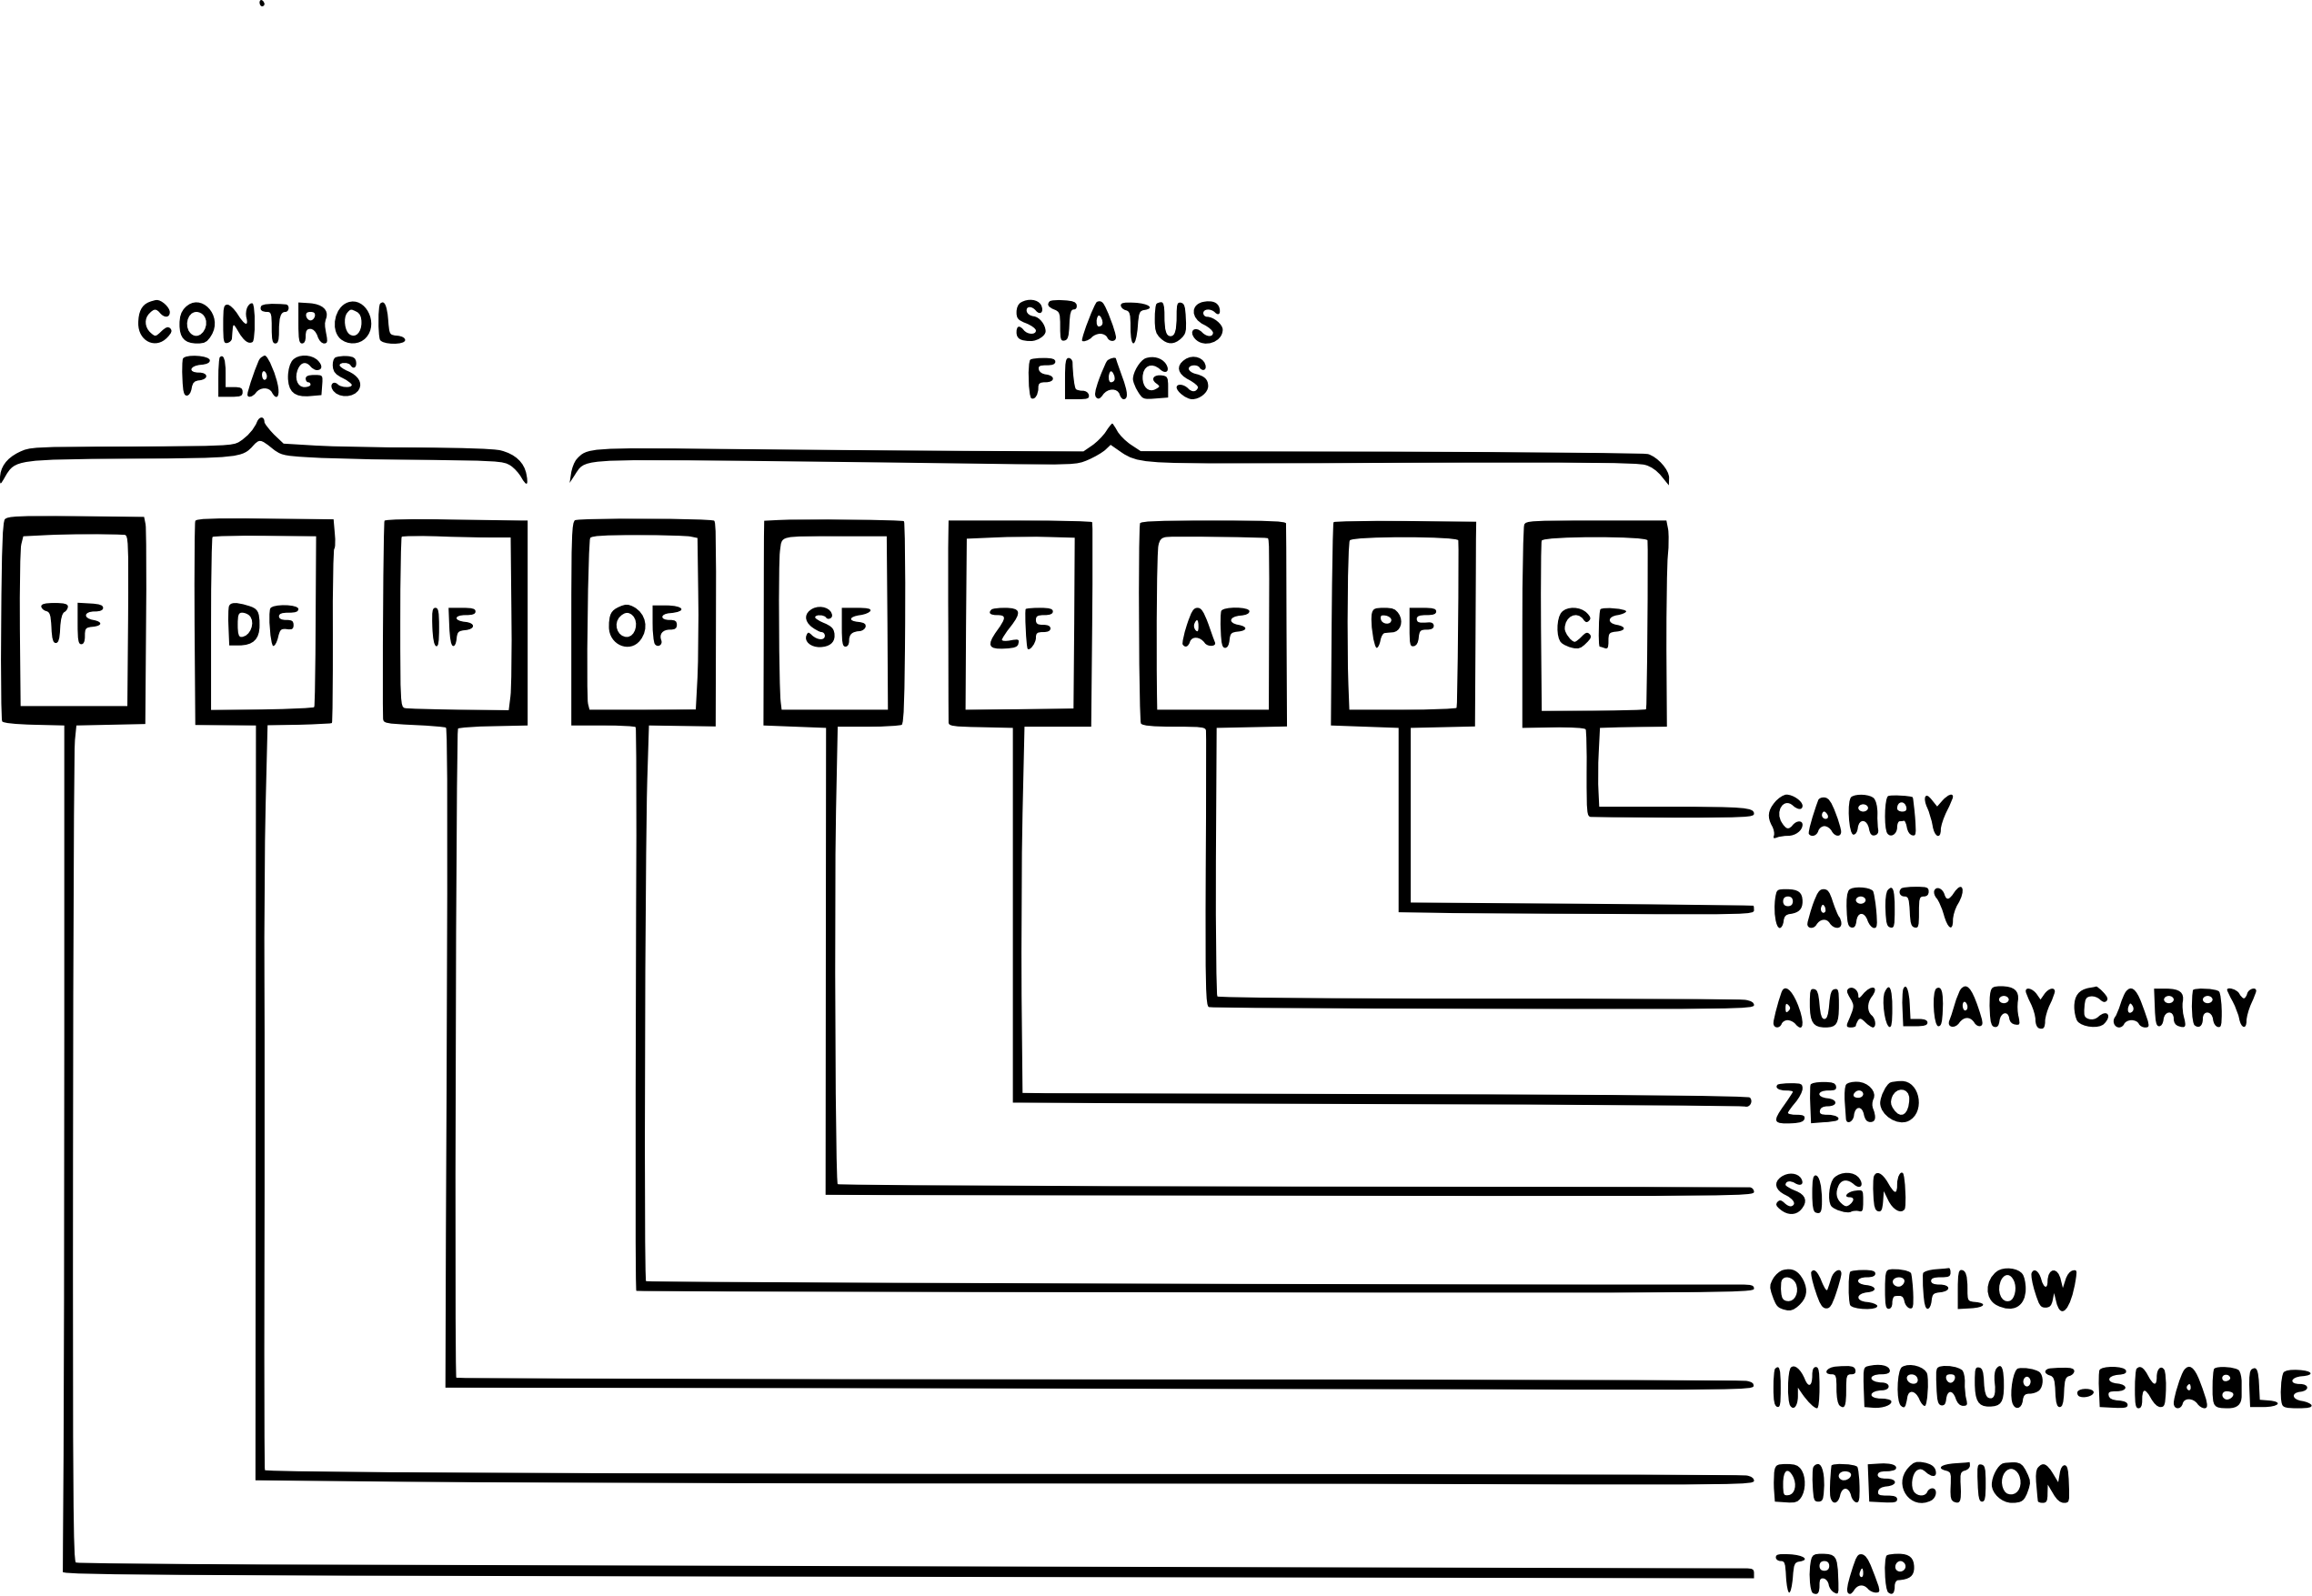 CONTROL
FLAGS
STATUS
FLAGS
TF
DF
IF
OF
SF
ZF
AF
PF
CF
CARRY
PARITY
AUXILIARY CARRY
ZERO
SIGN
OVERFLOW
INTERRUPT-ENABLE
DIRECTION
TRAP